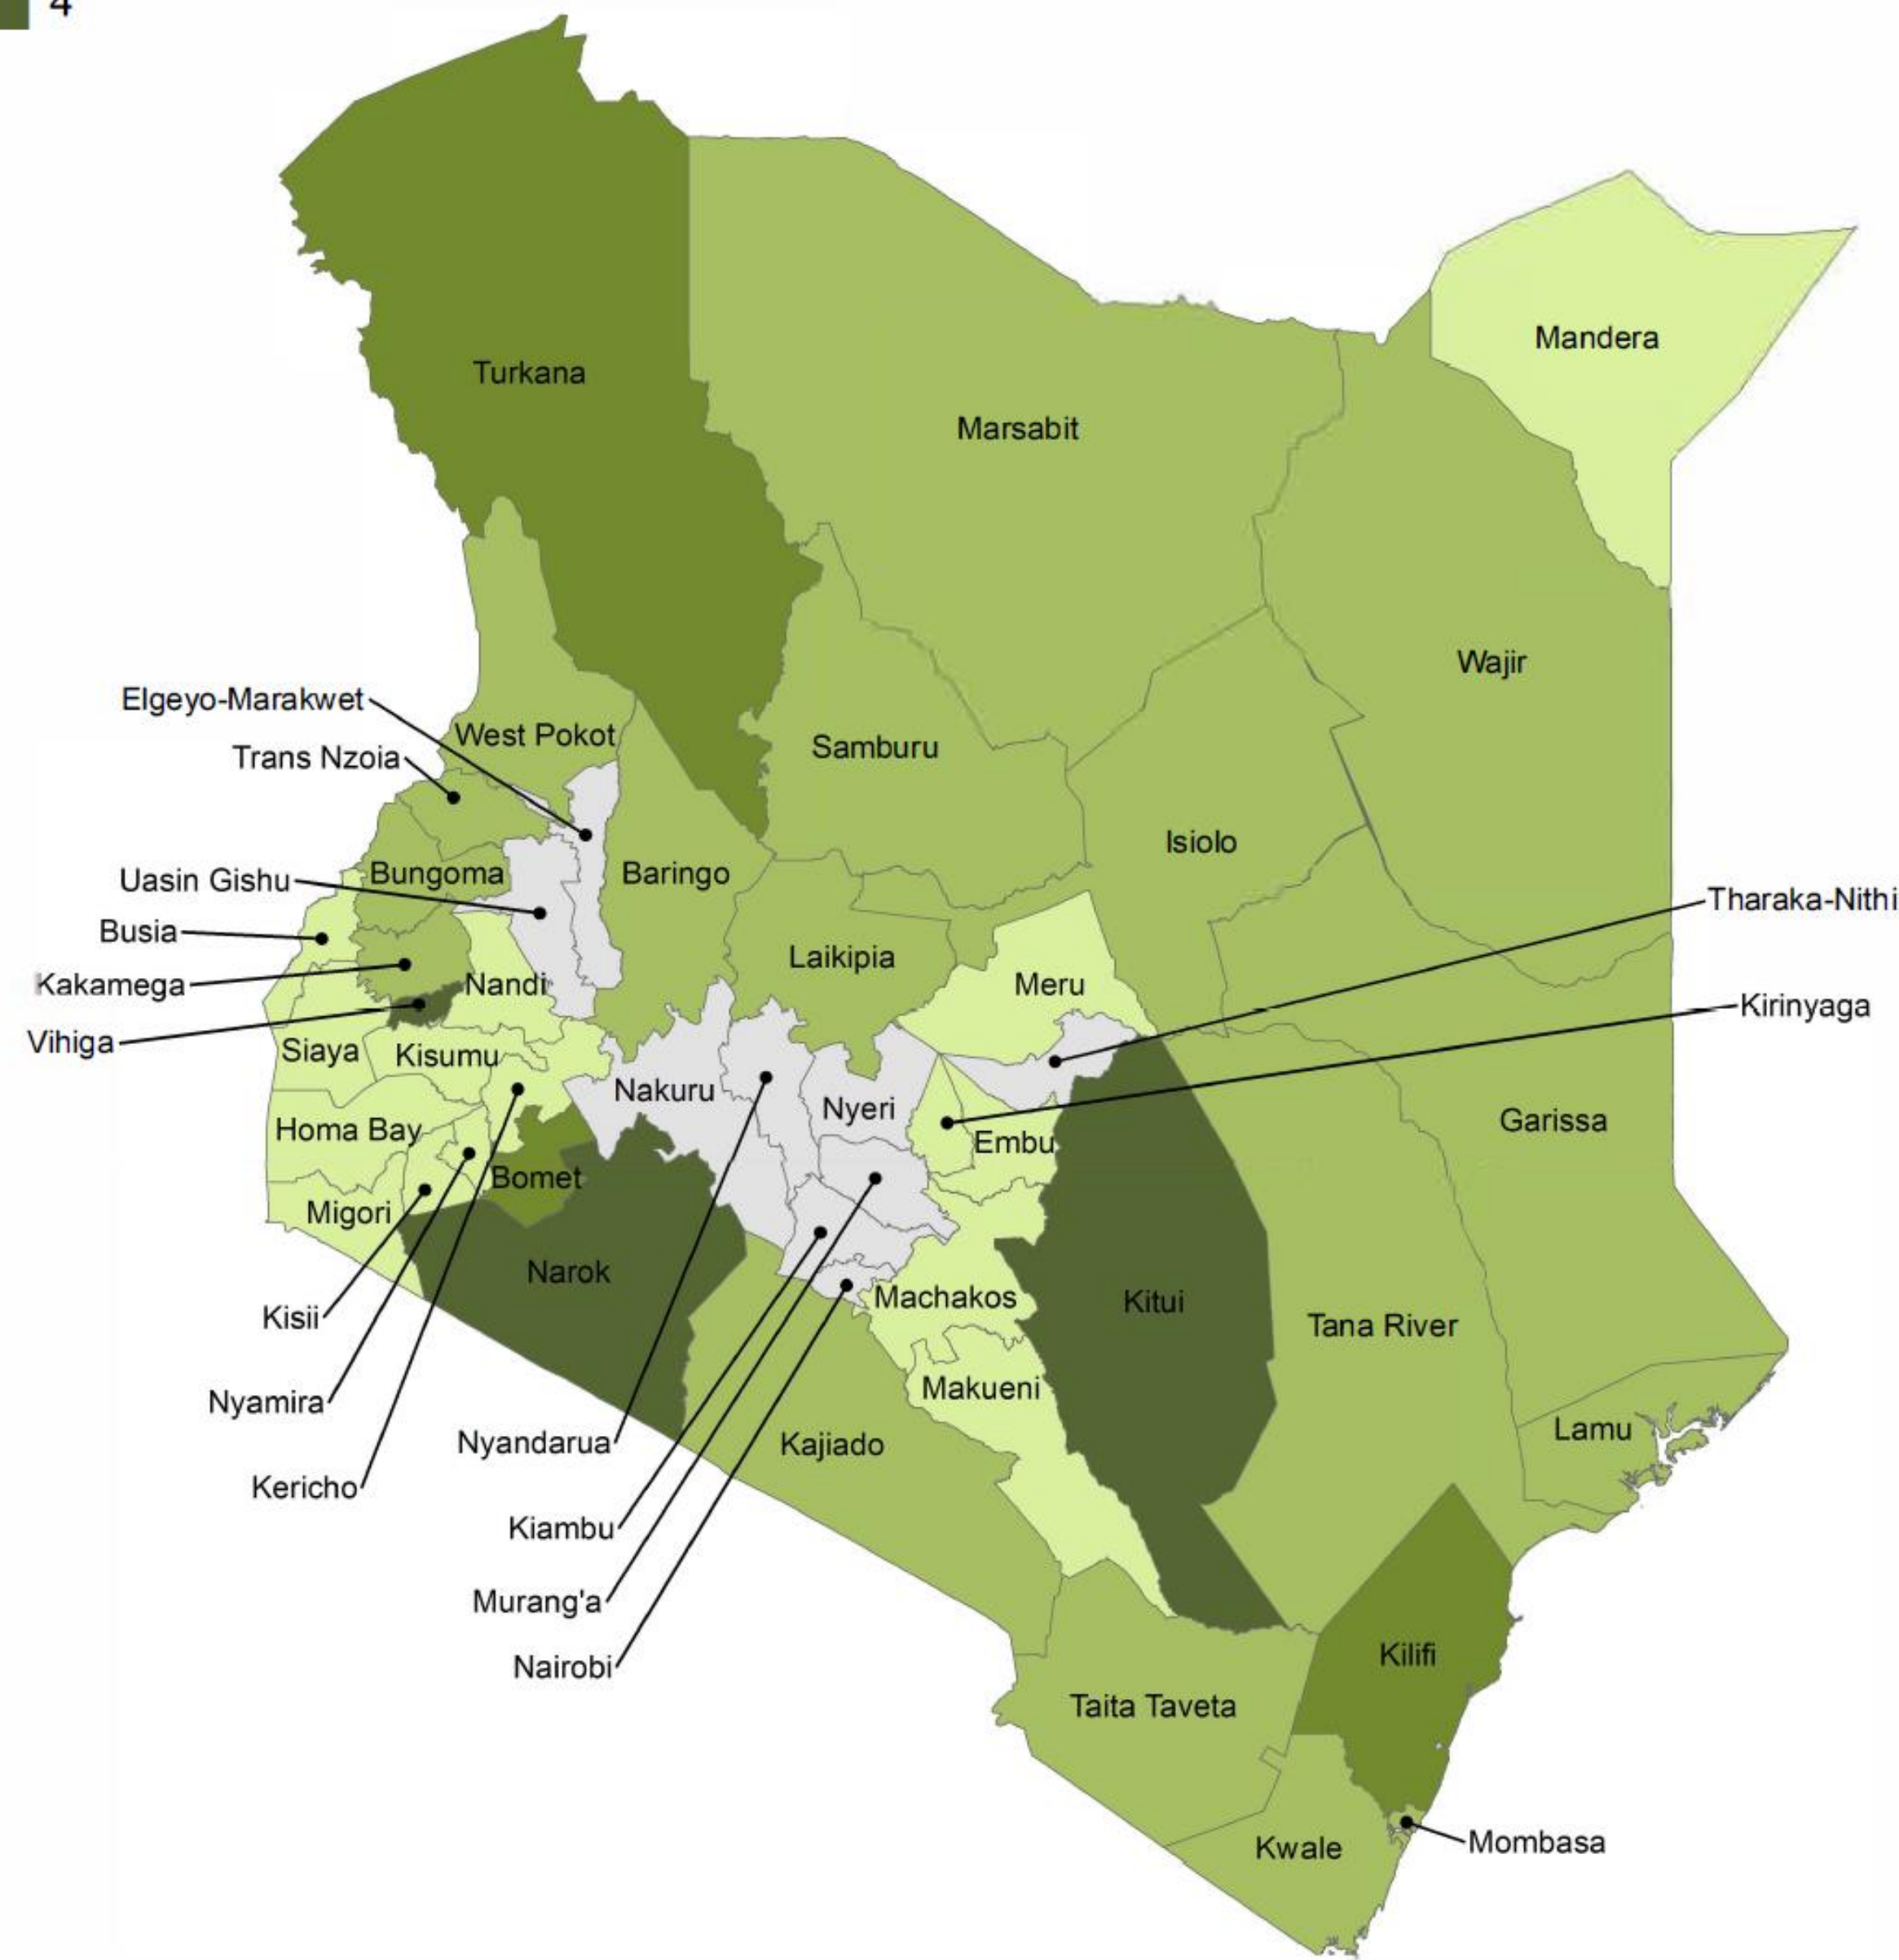 4
Turkana
Mandera
Marsabit
Wajir
Elgeyo-Marakwet
West Pokot
Trans Nzoia
Samburu
Isiolo
Uasin Gishu
Bungoma
Baringo
Tharaka-Nithi
Busia
Laikipia
Kakamega
Nandi
Meru
Kirinyaga
Vihiga
Siaya
Kisumu
Nakuru
Nyeri
Garissa
Homa Bay
Embu
Bomet
Migori
Narok
Machakos
Kitui
Kisii
Tana River
Makueni
Nyamira
Lamu
Nyandarua
Kajiado
Kericho
Kiambu
Murang'a
Kilifi
Nairobi
Taita Taveta
Mombasa
Kwale